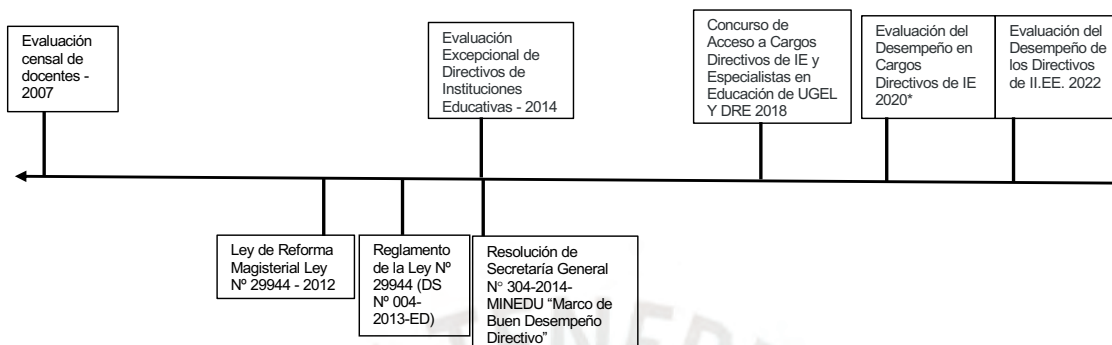 Evaluación
censal de
docentes -
2007
Evaluación
Excepcional de
Directivos de
Instituciones
Educativas - 2014
Concurso de
Acceso a Cargos
Directivos de IE y
Especialistas en
Educación de UGEL
Y DRE 2018
Evaluación del
Desempeño en
Cargos
Directivos de IE
2020*
Evaluación del
Desempeño de
los Directivos
de II.EE. 2022
Ley de Reforma
Magisterial Ley
Nº 29944 - 2012
Reglamento
de la Ley Nº
29944 (DS
Nº 004-
2013-ED)
Resolución de
Secretaría General
N° 304-2014-
MINEDU “Marco de
Buen Desempeño
Directivo”
TENEBR